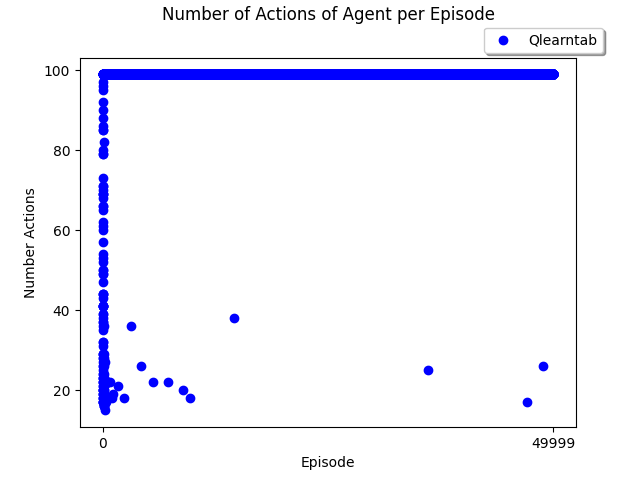 Number of Actions of Agent per Episode
Qlearntab
100
80
60
40
20
Number Actions
0
49999
Episode